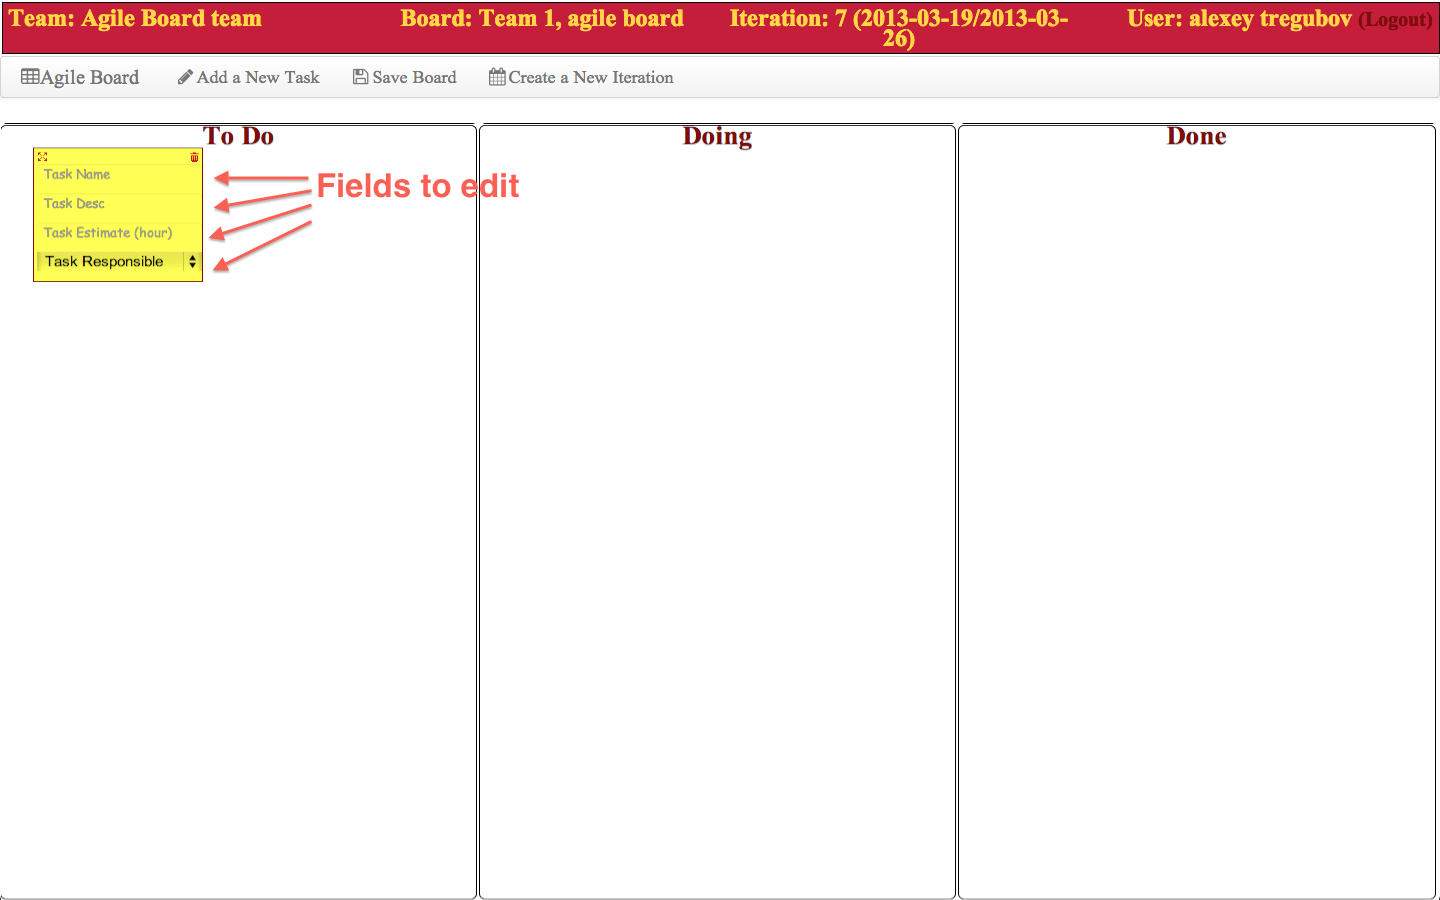 Team: Agile Board team
Board: Team 1, agile board
Iteration: 7 (2013-03-19/2013-03-
26)
User: alexey tregubov (Logout)
Agile Board
Add a New Task
Save Board
Create a New Iteration
To Do
Doing
Done
Task Name
Task Desc
Task Estimate (hour)
Task Responsible
Fields to edit